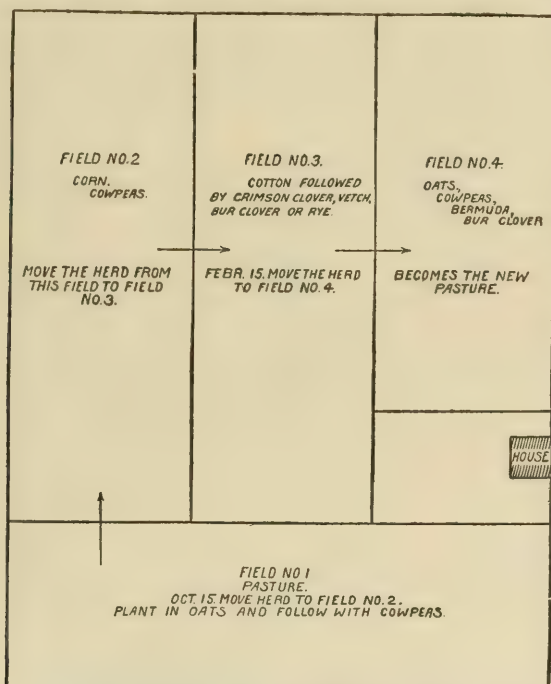 FIELD NO.2
CORN.
COWPEAS.
MOVE THE HERD FROM
THIS FIELD TO FIELD
NO.3.
FIELD NO.3.
COTTON FOLLOWED
BY CRIMSON CLOVER, VETCH,
BUR CLOVER OR RYE.
FEBR. 15. MOVE THE HERD
TO FIELD NO.4.
FIELD NO.4.
OATS,
COWPEAS,
BERMUDA,
BUR CLOVER
BECOMES THE NEW
PASTURE.
HOUSE
FIELD NO 1
PASTURE.
OCT. 15. MOVE HERD TO FIELD NO.2.
PLANT IN OATS AND FOLLOW WITH COWPEAS.